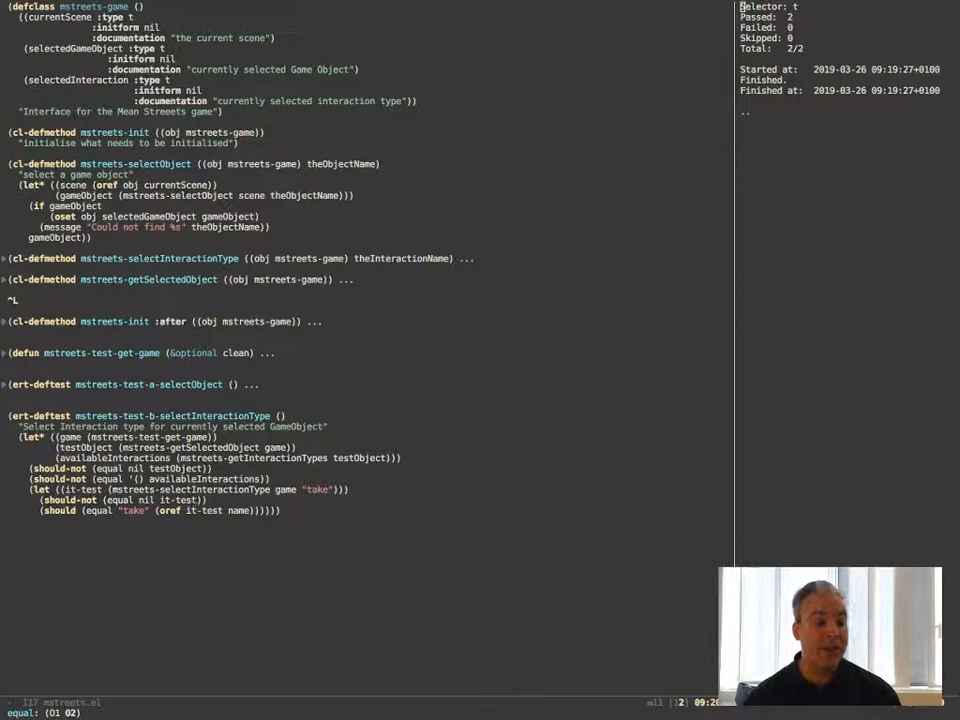 (defclass mstreets-game ()
((currentScene :type t
:initform nil
:documentation "the current scene")
(selectedGameObject :type t
:initform nil
:documentation "currently selected Game Object")
(selectedInteraction :type t
:initform nil
:documentation "currently selected interaction type"))
"Interface for the Mean Streeets game")
(cl-defmethod mstreets-init ((obj mstreets-game))
"initialise what needs to be initialised")
(cl-defmethod mstreets-selectObject ((obj mstreets-game) theObjectName)
"select a game object"
(let* ((scene (oref obj currentScene))
(gameObject (mstreets-selectObject scene theObjectName)))
(if gameObject
(oset obj selectedGameObject gameObject)
(message "Could not find %s" theObjectName))
gameObject))
(cl-defmethod mstreets-selectInteractionType ((obj mstreets-game) theInteractionName) ...
(cl-defmethod mstreets-getSelectedObject ((obj mstreets-game)) ...
^L
(cl-defmethod mstreets-init :after ((obj mstreets-game)) ...
(defun mstreets-test-get-game (&optional clean) ...
(ert-deftest mstreets-test-a-selectObject () ...
(ert-deftest mstreets-test-b-selectInteractionType ()
"Select Interaction type for currently selected GameObject"
(let* ((game (mstreets-test-get-game))
(testObject (mstreets-getSelectedObject game))
(availableInteractions (mstreets-getInteractionTypes testObject)))
(should-not (equal nil testObject))
(should-not (equal '() availableInteractions))
(let ((it-test (mstreets-selectInteractionType game "take")))
(should-not (equal nil it-test))
(should (equal "take" (oref it-test name))))))
- 117 mstreets.el
equal: (O1 O2)
Selector: t
Passed: 2
Failed: 0
Skipped: 0
Total: 2/2
Started at: 2019-03-26 09:19:27+0100
Finished.
Finished at: 2019-03-26 09:19:27+0100
..